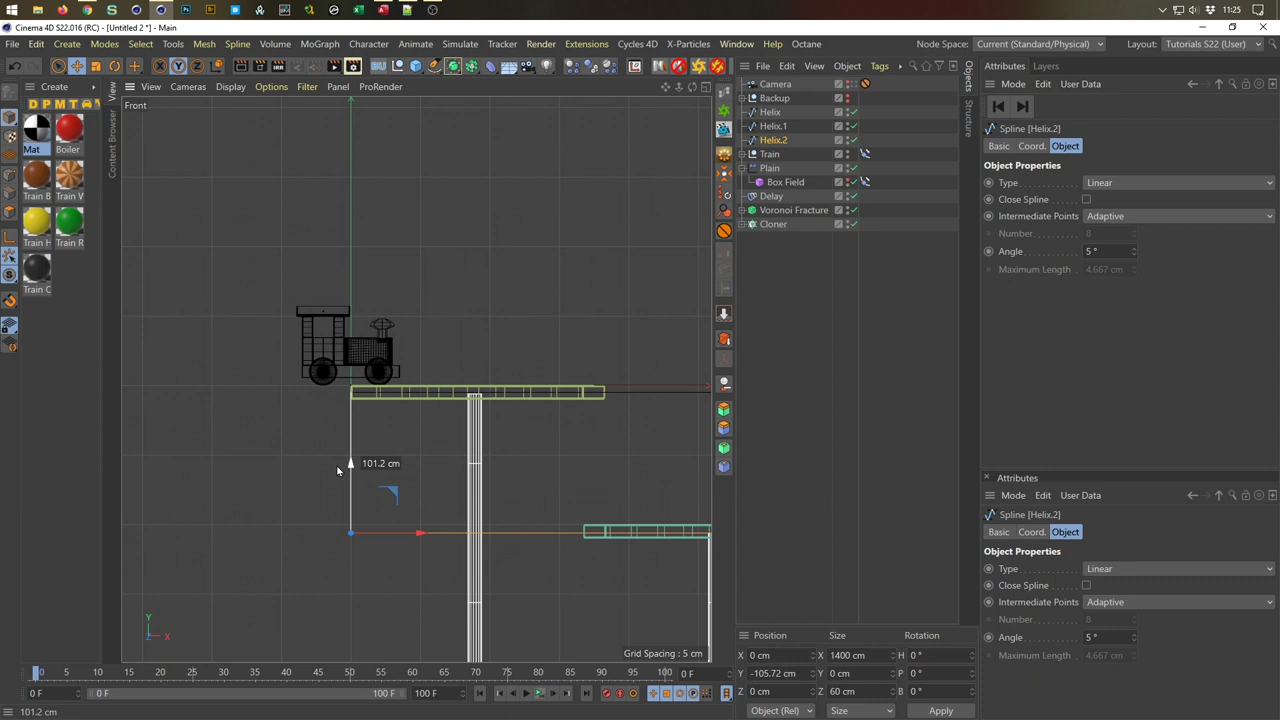 11:25
Cinema 4D S22.016 (RC) - [Untitled 2 *] - Main
File Edit Create Modes Select Tools Mesh Spline Volume MoGraph Character Animate Simulate Tracker Render Extensions Cycles 4D X-Particles Window Help Octane
Node Space: Current (Standard/Physical) Layout: Tutorials S22 (User)
Create
D P M T
Mat Boiler
Train B Train W
Train H Train R
Train C
View
Content Browser
View Cameras Display Options Filter Panel ProRender
Front
101.2 cm
Y
Z X
Grid Spacing : 5 cm
File Edit View Object Tags
Camera
Backup
Helix
Helix.1
Helix.2
Train
Plain
Box Field
Delay
Voronoi Fracture
Cloner
Objects
Structure
Attributes Layers
Mode Edit User Data
Spline [Helix.2]
Basic Coord. Object
Object Properties
Type Linear
Close Spline
Intermediate Points Adaptive
Number 8
Angle 5 °
Maximum Length 4.667 cm
Attributes
Mode Edit User Data
Spline [Helix.2]
Basic Coord. Object
Object Properties
Type Linear
Close Spline
Intermediate Points Adaptive
Number 8
Angle 5 °
Maximum Length 4.667 cm
Position Size Rotation
X 0 cm X 1400 cm H 0 °
Y -105.72 cm Y 0 cm P 0 °
Z 0 cm Z 60 cm B 0 °
Object (Rel) Size Apply
0 5 10 15 20 25 30 35 40 45 50 55 60 65 70 75 80 85 90 95 100 0 F
0 F 0 F 100 F 100 F
101.2 cm